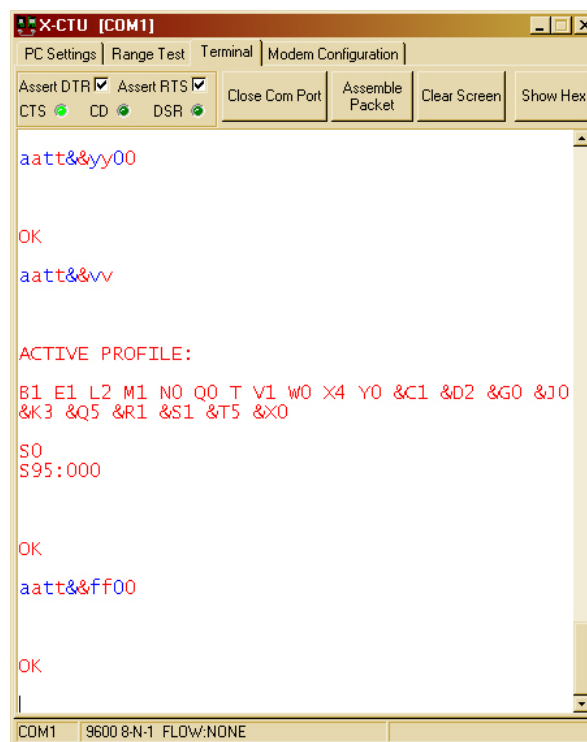 X-CTU [COM1]
PC Settings Range Test Terminal Modem Configuration
Assert DTR Assert RTS
CTS CD DSR
Close Com Port
Assemble
Packet
Clear Screen
Show Hex
aatt&&yy00
OK
aatt&&vv
ACTIVE PROFILE:
B1 E1 L2 M1 N0 Q0 T V1 W0 X4 Y0 &C1 &D2 &G0 &J0
&K3 &Q5 &R1 &S1 &T5 &X0
S0
S95:000
OK
aatt&&ff00
OK
COM1 9600 8-N-1 FLOW:NONE